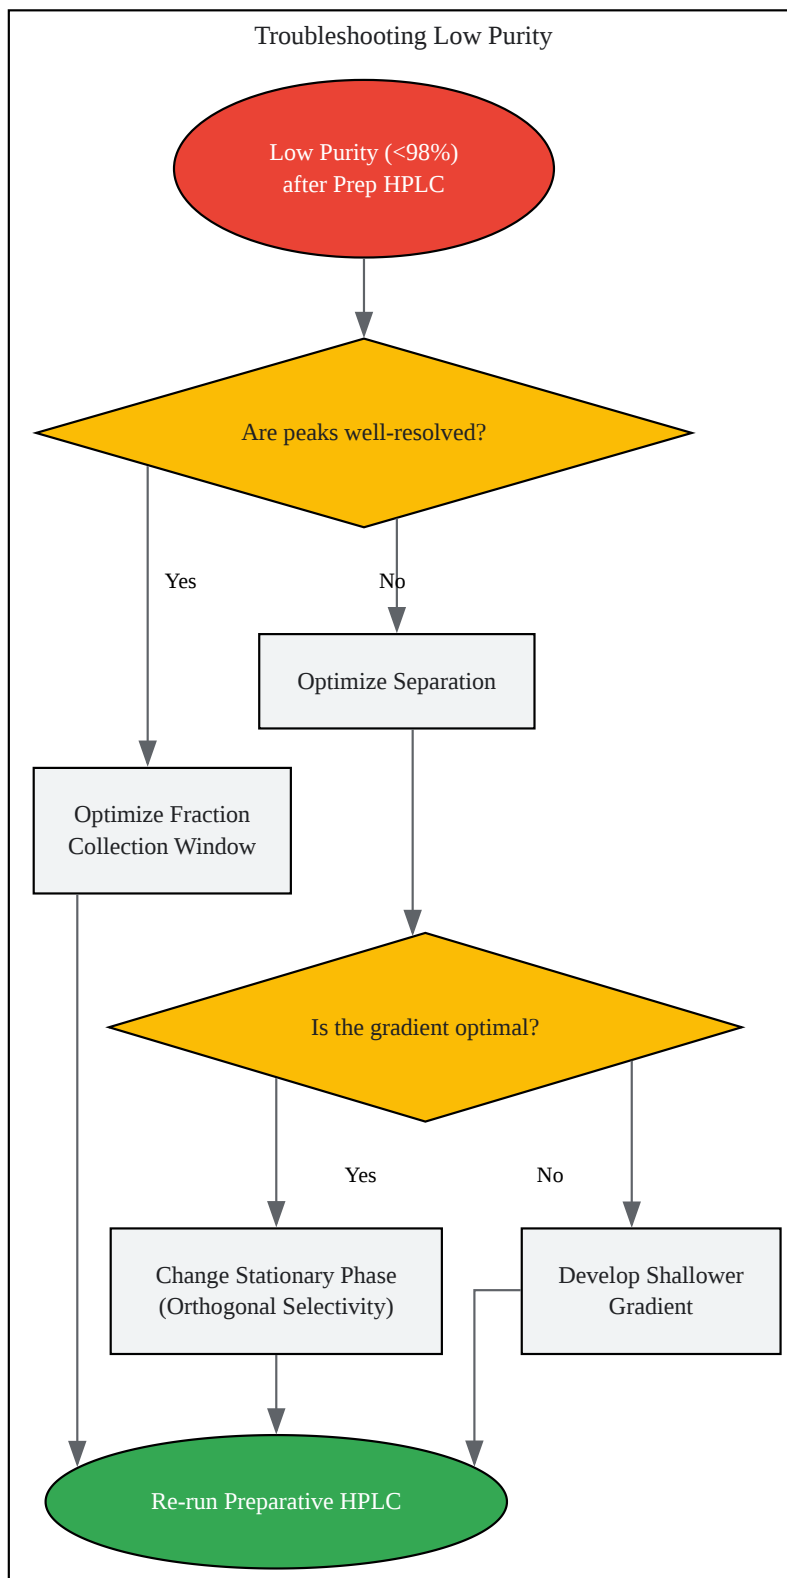 Troubleshooting Low Purity
Low Purity (<98%)
after Prep HPLC
Are peaks well-resolved?
Yes
No
Optimize Separation
Optimize Fraction
Collection Window
Is the gradient optimal?
Yes
No
Change Stationary Phase
(Orthogonal Selectivity)
Develop Shallower
Gradient
Re-run Preparative HPLC